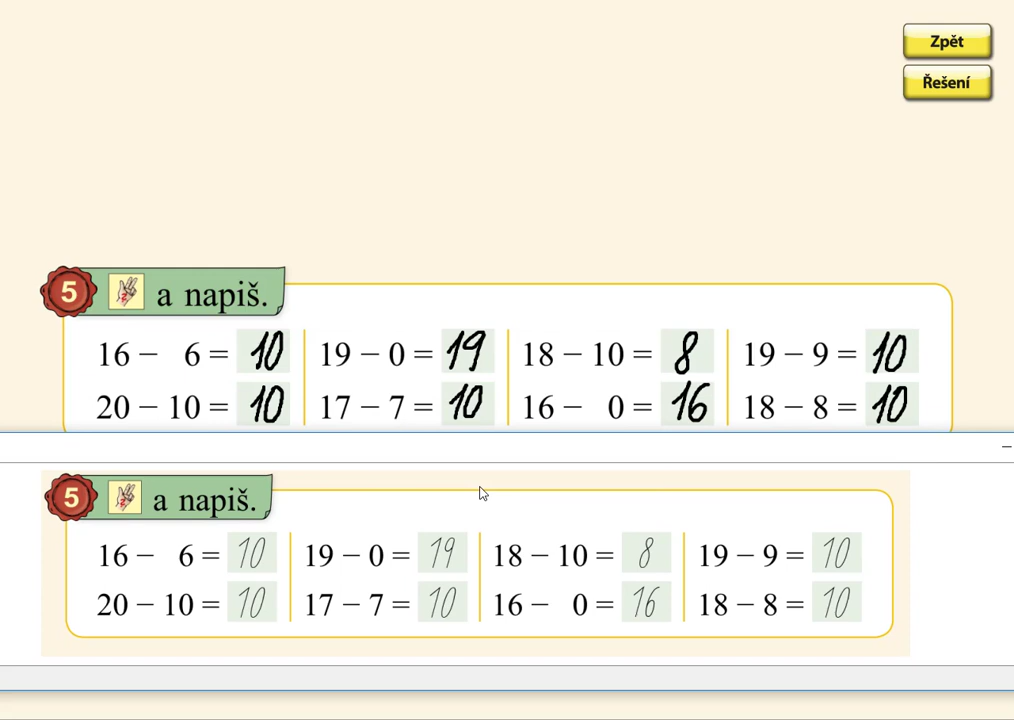 Zpět
Řešení
5 a napiš.
16 − 6 = 10 19 − 0 = 19 18 − 10 = 8 19 − 9 = 10
20 − 10 = 10 17 − 7 = 10 16 − 0 = 16 18 − 8 = 10
5 a napiš.
16 − 6 = 10 19 − 0 = 19 18 − 10 = 8 19 − 9 = 10
20 − 10 = 10 17 − 7 = 10 16 − 0 = 16 18 − 8 = 10